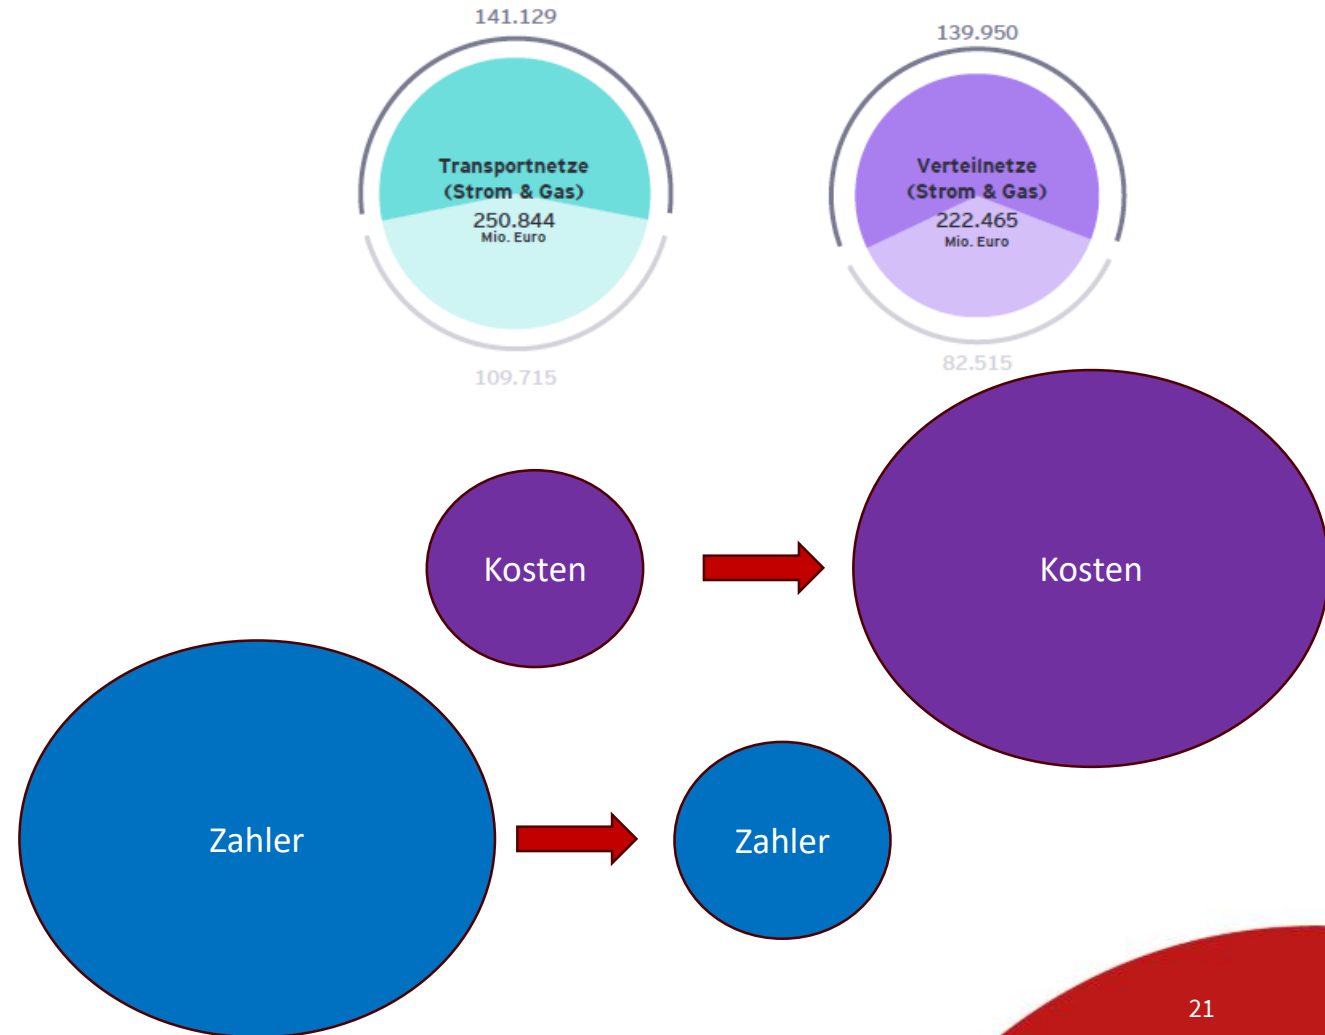 141.129
Transportnetze
(Strom & Gas)
250.844
Mio. Euro
109.715
139.950
Verteilnetze
(Strom & Gas)
222.465
Mio. Euro
82.515
Kosten
Kosten
Zahler
Zahler
21